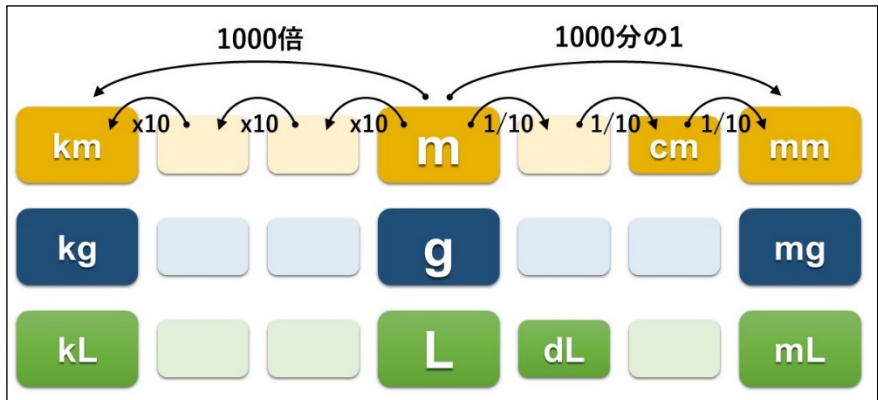 1000倍 1000分の1
x10 x10 x10 1/10 1/10 1/10
km m cm mm
kg g mg
kL L dL mL